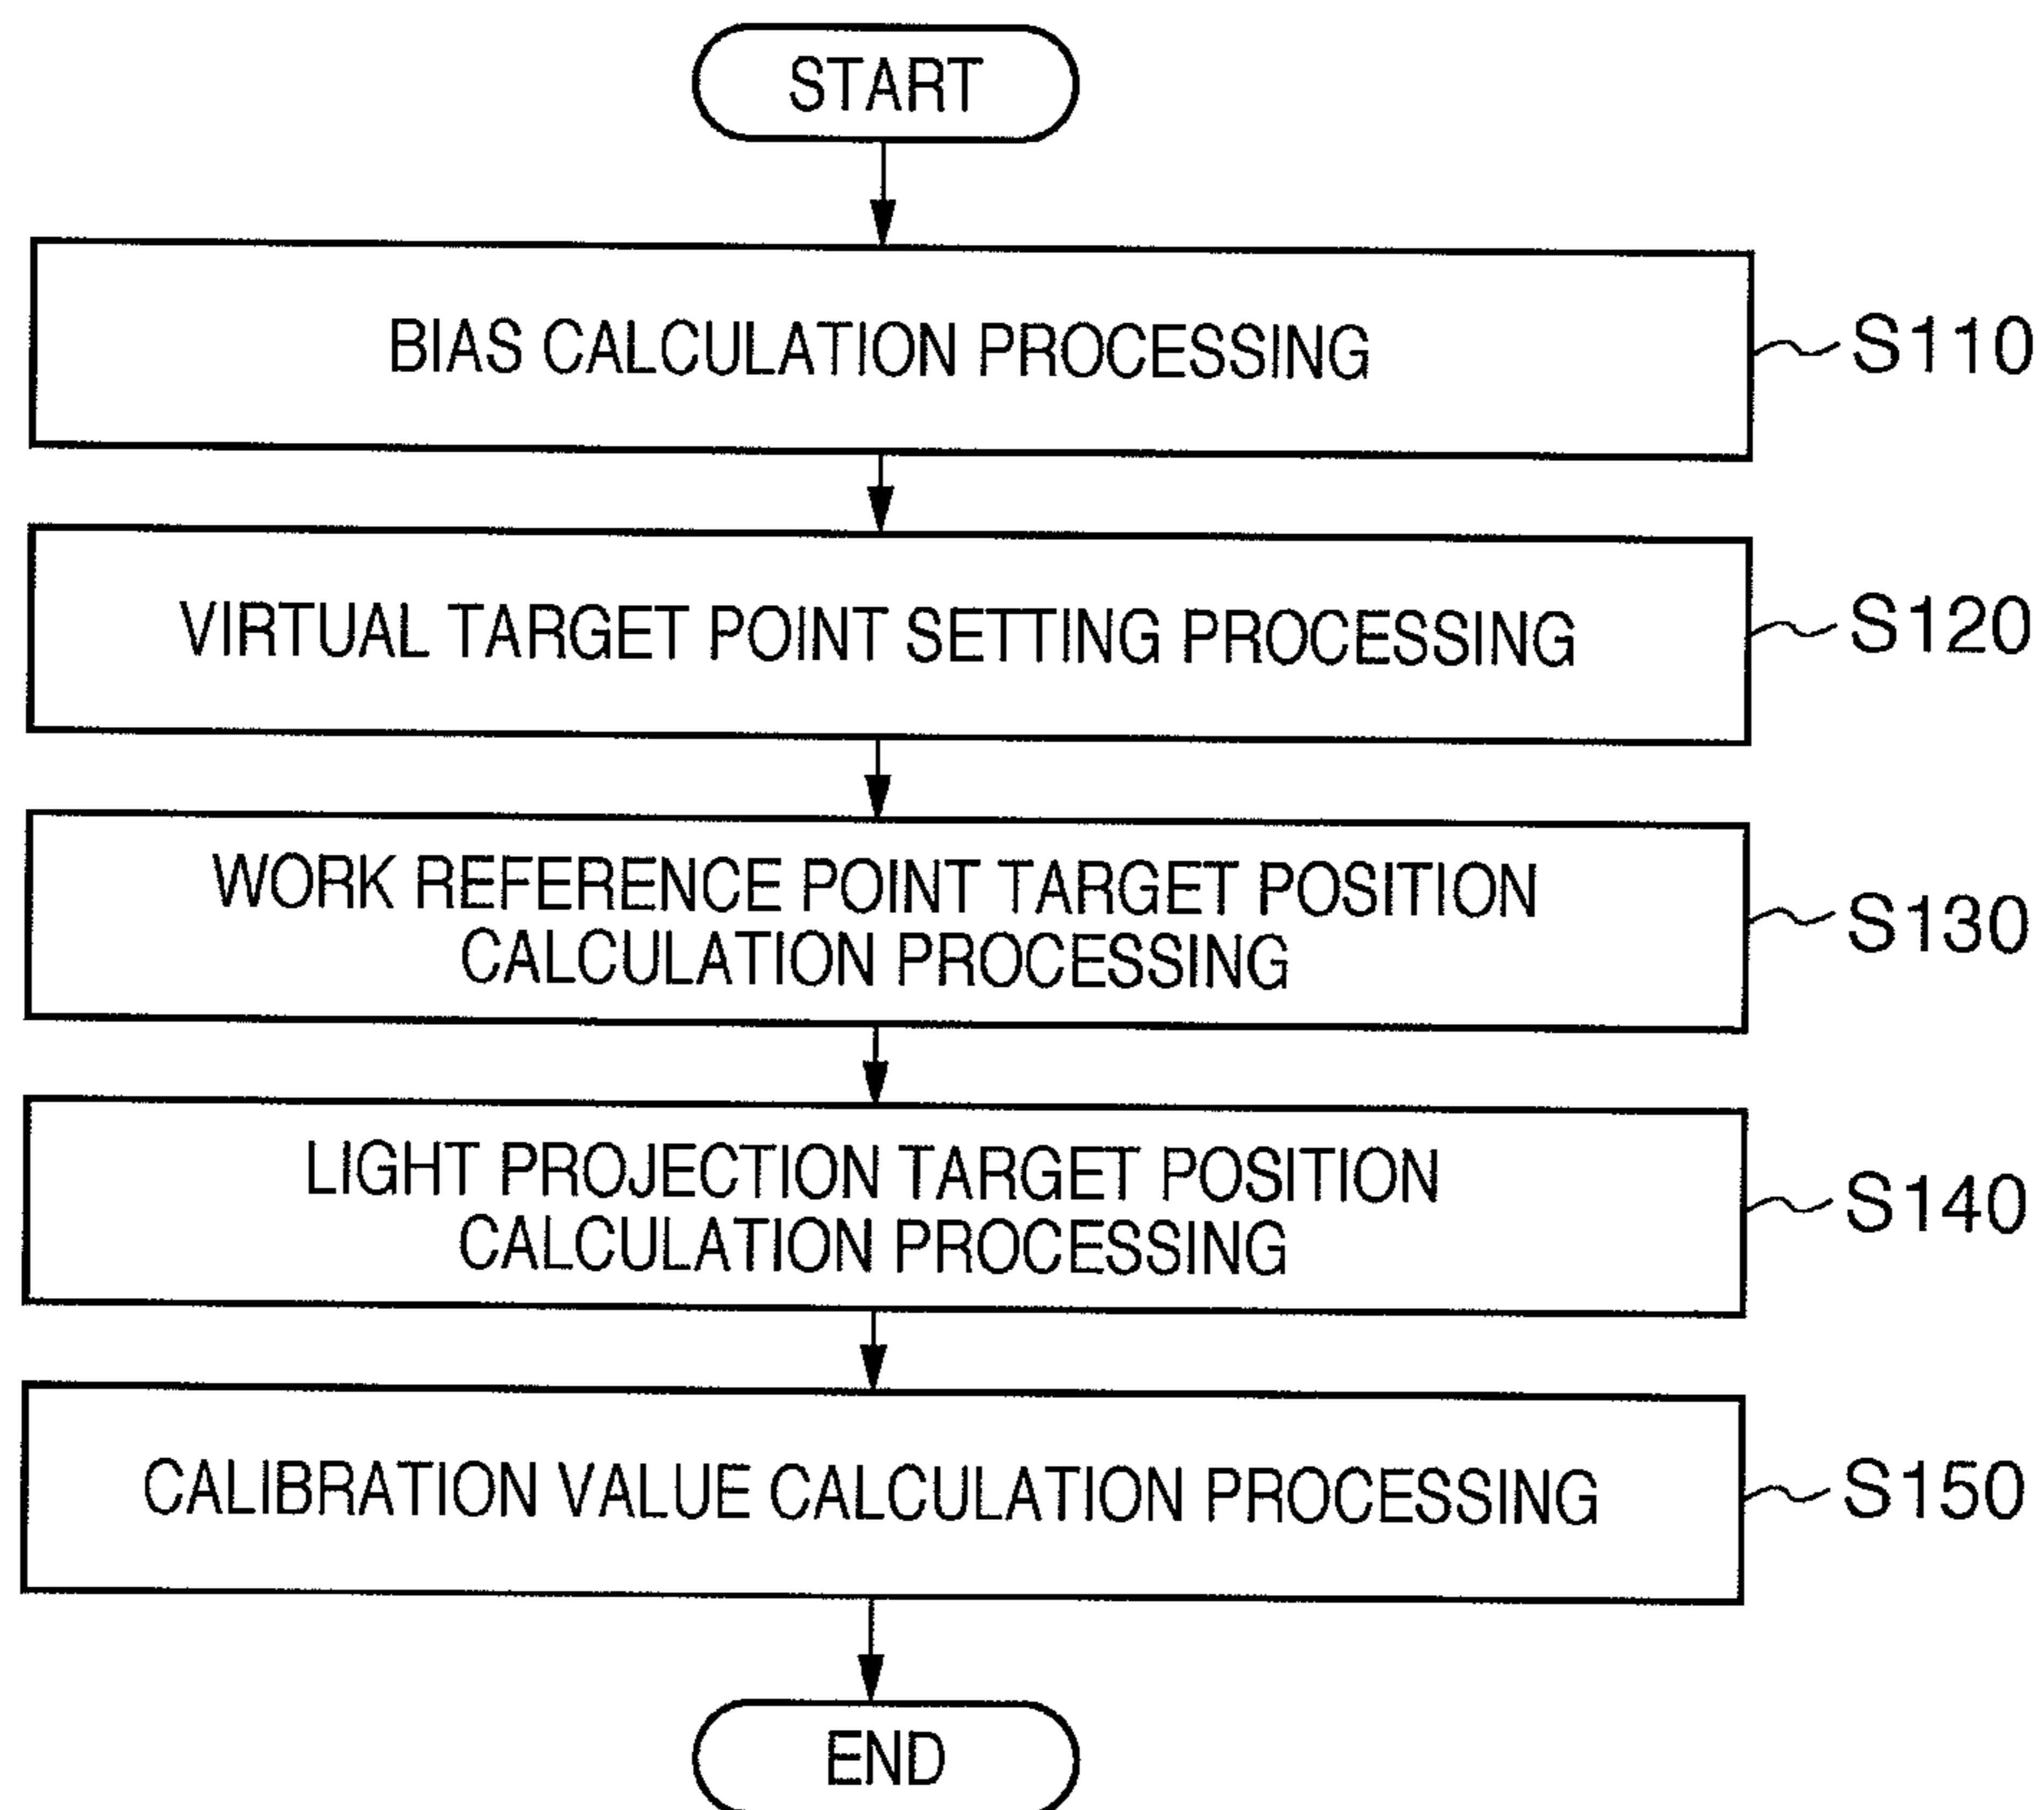 START
BIAS CALCULATION PROCESSING
S110
VIRTUAL TARGET POINT SETTING PROCESSING
S120
WORK REFERENCE POINT TARGET POSITION
CALCULATION PROCESSING
S130
LIGHT PROJECTION TARGET POSITION
CALCULATION PROCESSING
S140
CALIBRATION VALUE CALCULATION PROCESSING
S150
END